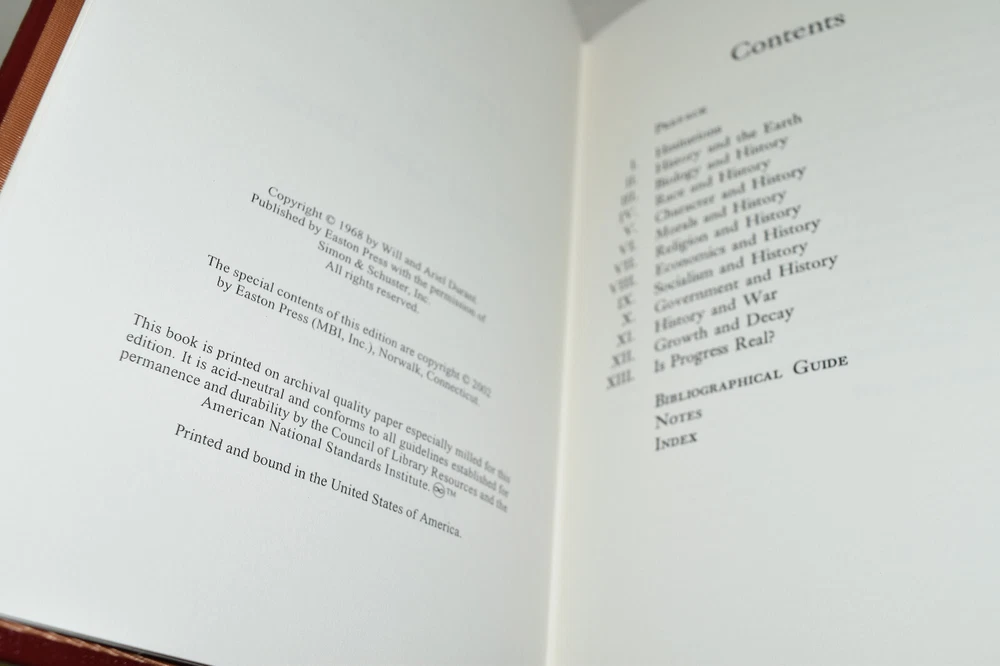 Copyright © 1968 by Will and Ariel Durant.
Published by Easton Press with the permission of
Simon & Schuster, Inc.
All rights reserved.
The special contents of this edition are copyright © 2002
by Easton Press (MBI, Inc.), Norwalk, Connecticut.
This book is printed on archival quality paper especially milled for this
edition. It is acid-neutral and conforms to all guidelines established for
permanence and durability by the Council of Library Resources and the
American National Standards Institute. ♾™
Printed and bound in the United States of America.
Contents
Preface
I. Hesitations
II. History and the Earth
III. Biology and History
IV. Race and History
V. Character and History
VI. Morals and History
VII. Religion and History
VIII. Economics and History
IX. Socialism and History
X. Government and History
XI. History and War
XII. Growth and Decay
XIII. Is Progress Real?
Bibliographical Guide
Notes
Index